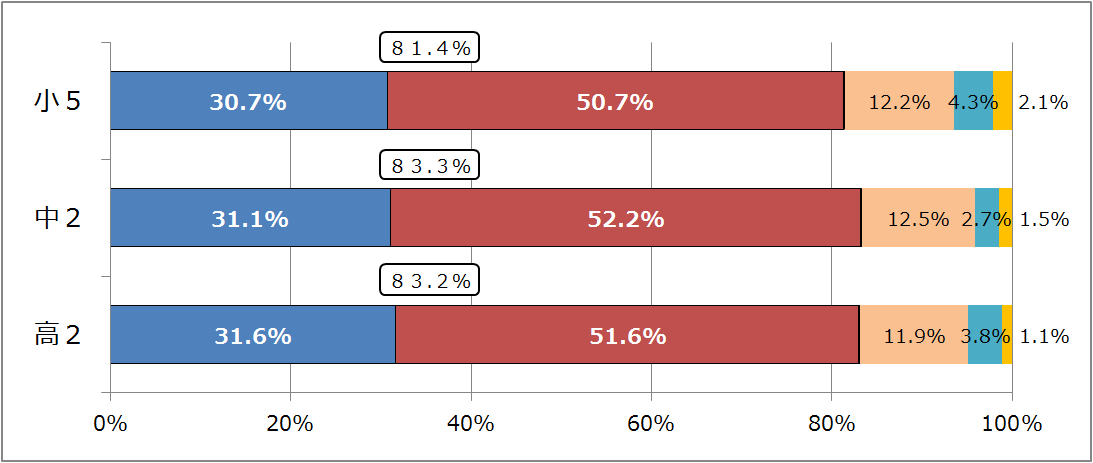 ８１.４％
小５ 30.7% 50.7% 12.2% 4.3% 2.1%
８３.３％
中２ 31.1% 52.2% 12.5% 2.7% 1.5%
８３.２％
高２ 31.6% 51.6% 11.9% 3.8% 1.1%
0% 20% 40% 60% 80% 100%